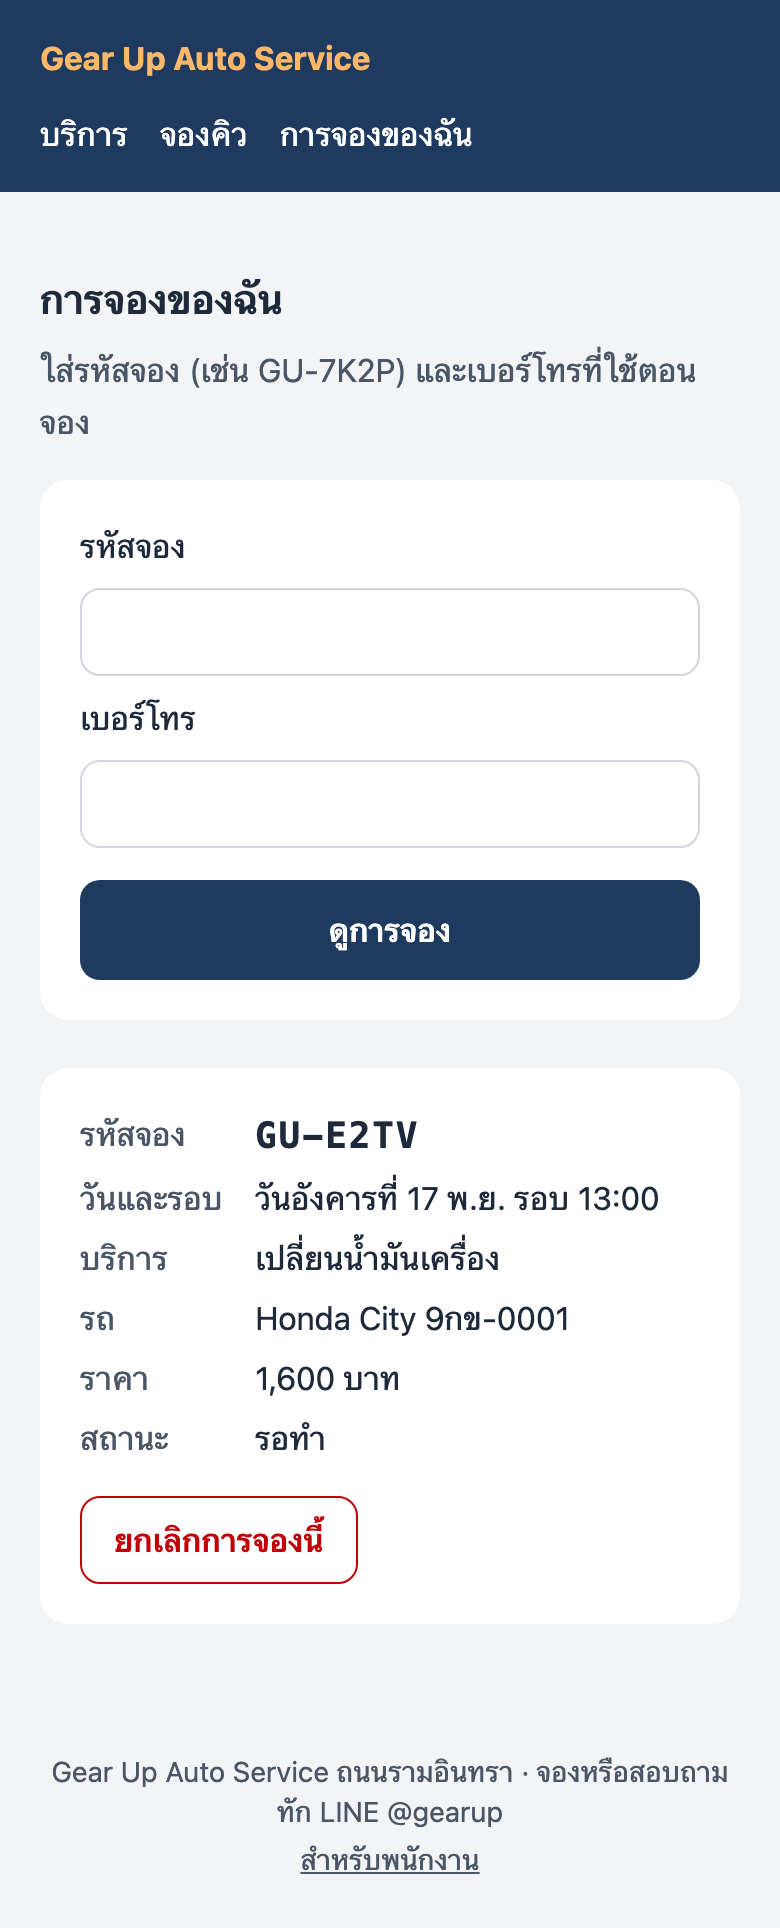 Gear Up Auto Service
บริการ จองคิว การจองของฉัน
การจองของฉัน
ใส่รหัสจอง (เช่น GU-7K2P) และเบอร์โทรที่ใช้ตอน
จอง
รหัสจอง
เบอร์โทร
ดูการจอง
รหัสจอง GU-E2TV
วันและรอบ วันอังคารที่ 17 พ.ย. รอบ 13:00
บริการ เปลี่ยนน้ำมันเครื่อง
รถ Honda City 9กข-0001
ราคา 1,600 บาท
สถานะ รอทำ
ยกเลิกการจองนี้
Gear Up Auto Service ถนนรามอินทรา · จองหรือสอบถาม
ทัก LINE @gearup
สำหรับพนักงาน